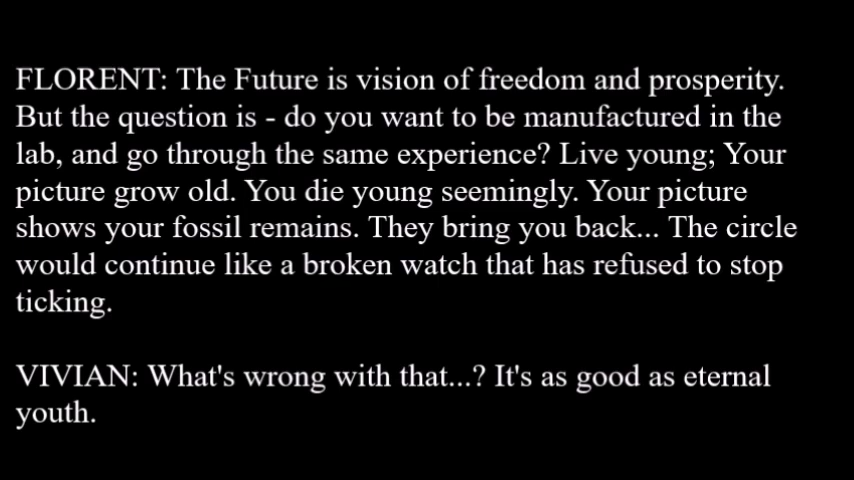 FLORENT: The Future is vision of freedom and prosperity.
But the question is - do you want to be manufactured in the
lab, and go through the same experience? Live young; Your
picture grow old. You die young seemingly. Your picture
shows your fossil remains. They bring you back... The circle
would continue like a broken watch that has refused to stop
ticking.
VIVIAN: What's wrong with that...? It's as good as eternal
youth.